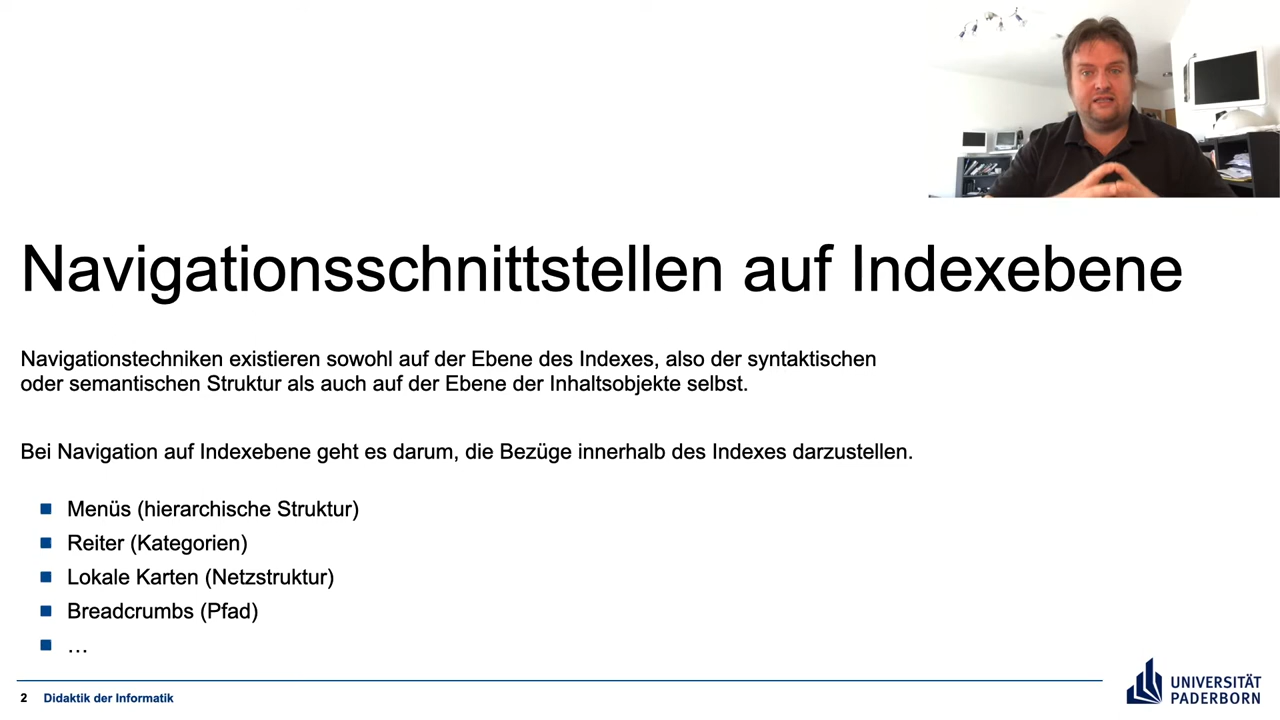 Navigationsschnittstellen auf Indexebene
Navigationstechniken existieren sowohl auf der Ebene des Indexes, also der syntaktischen
oder semantischen Struktur als auch auf der Ebene der Inhaltsobjekte selbst.
Bei Navigation auf Indexebene geht es darum, die Bezüge innerhalb des Indexes darzustellen.
Menüs (hierarchische Struktur)
Reiter (Kategorien)
Lokale Karten (Netzstruktur)
Breadcrumbs (Pfad)
…
2 Didaktik der Informatik
UNIVERSITÄT
PADERBORN